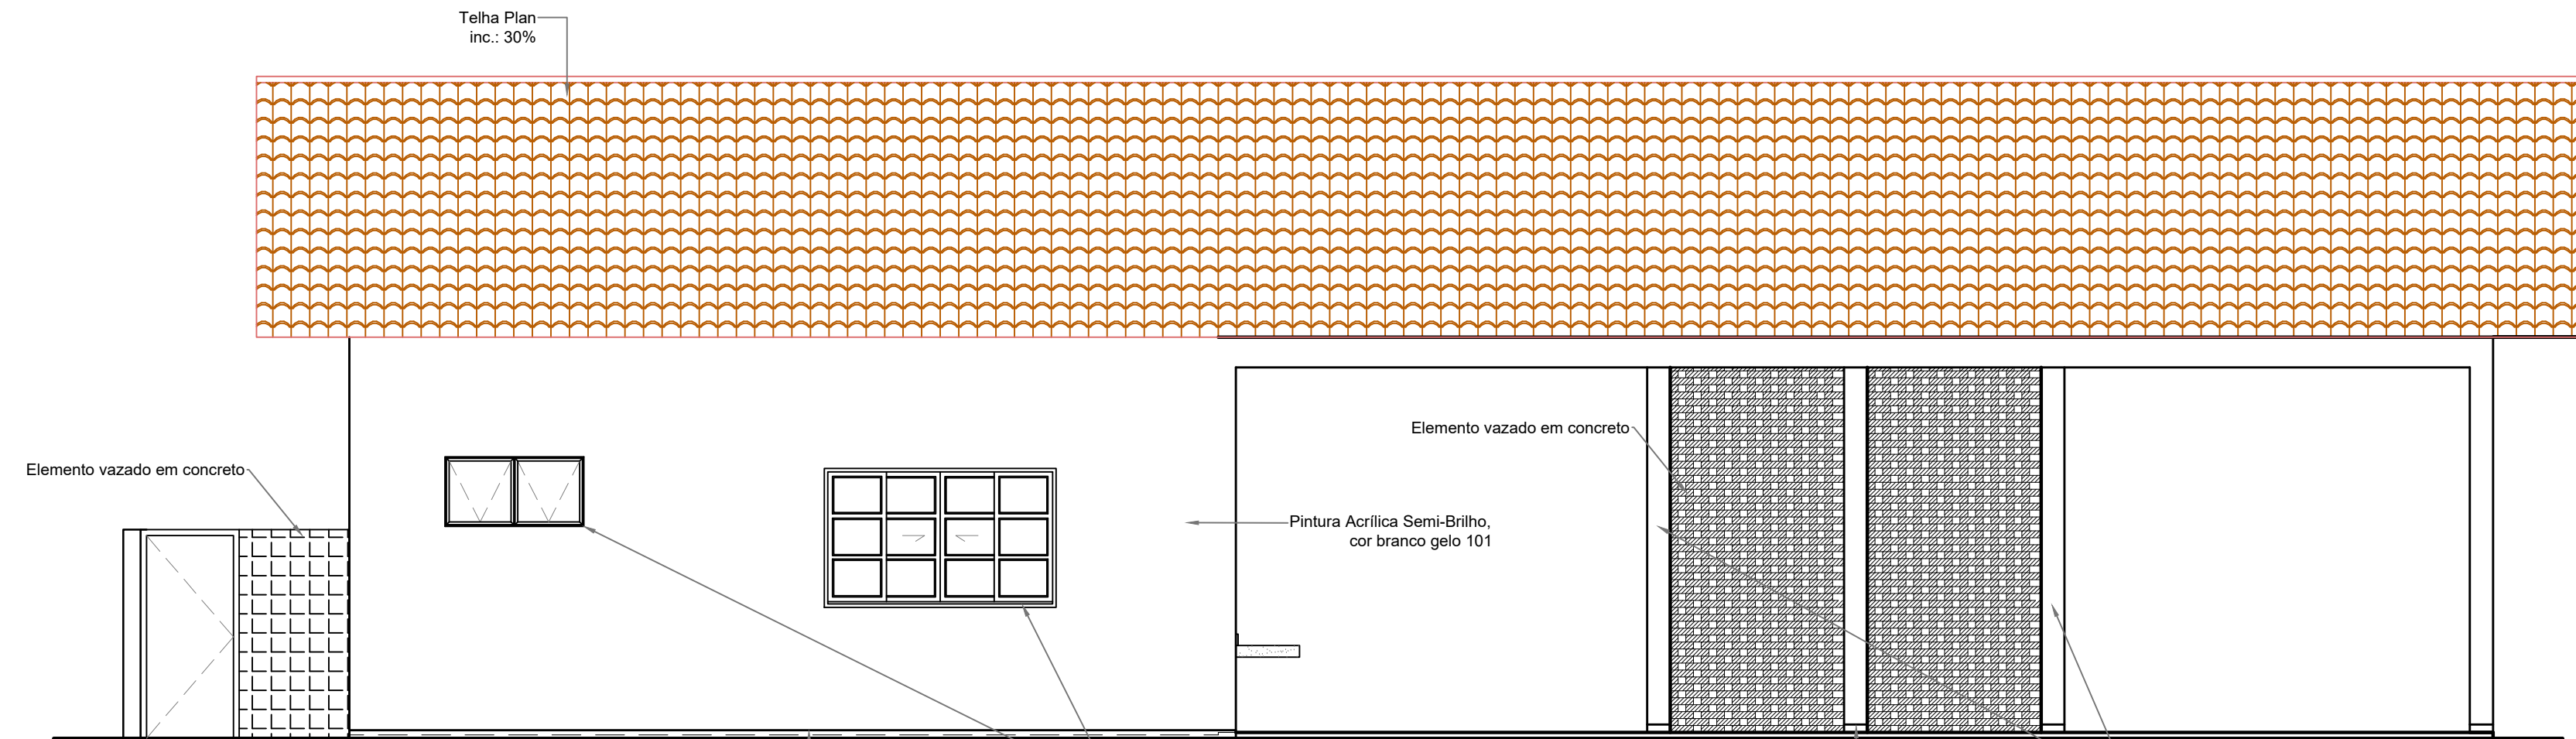 Telha Plan
inc.: 30%
Elemento vazado em concreto
Elemento vazado em concreto
Pintura Acrílica Semi-Brilho,
cor branco gelo 101